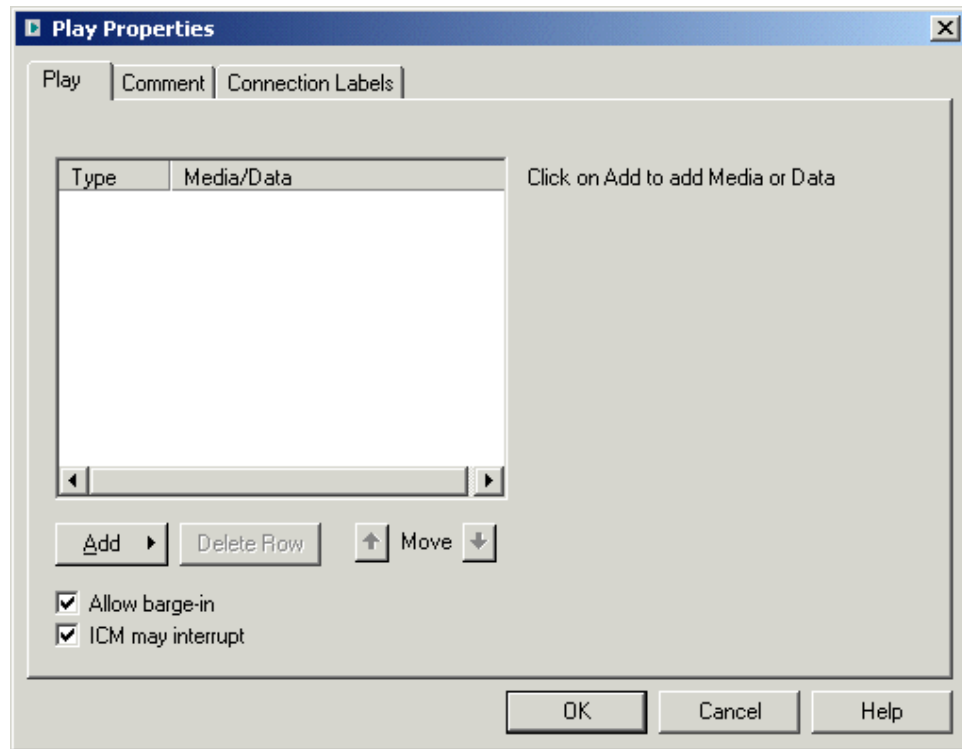 Play Properties
Play Comment Connection Labels
Type Media/Data
Click on Add to add Media or Data
Add Delete Row Move
Allow barge-in
ICM may interrupt
OK Cancel Help